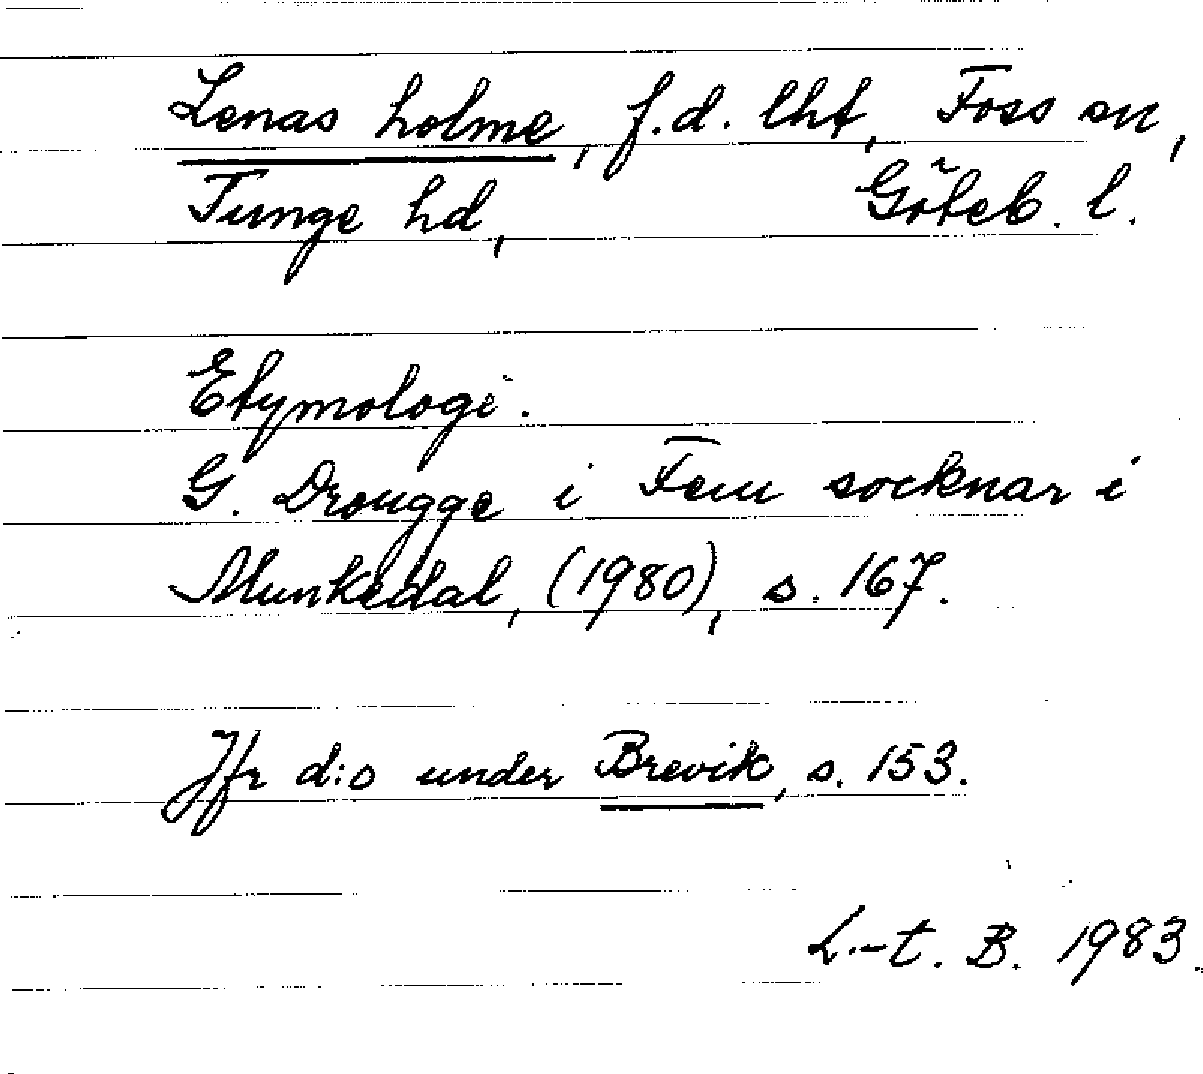 Lenas holme, f.d. lht, Foss sn,
Tunge hd, Göteb. l.
Etymologi.
G. Drougge i Fem socknar i
Munkedal, (1980), s. 167.
Jfr d:o under Brevik, s. 153.
L.-t. B. 1983.